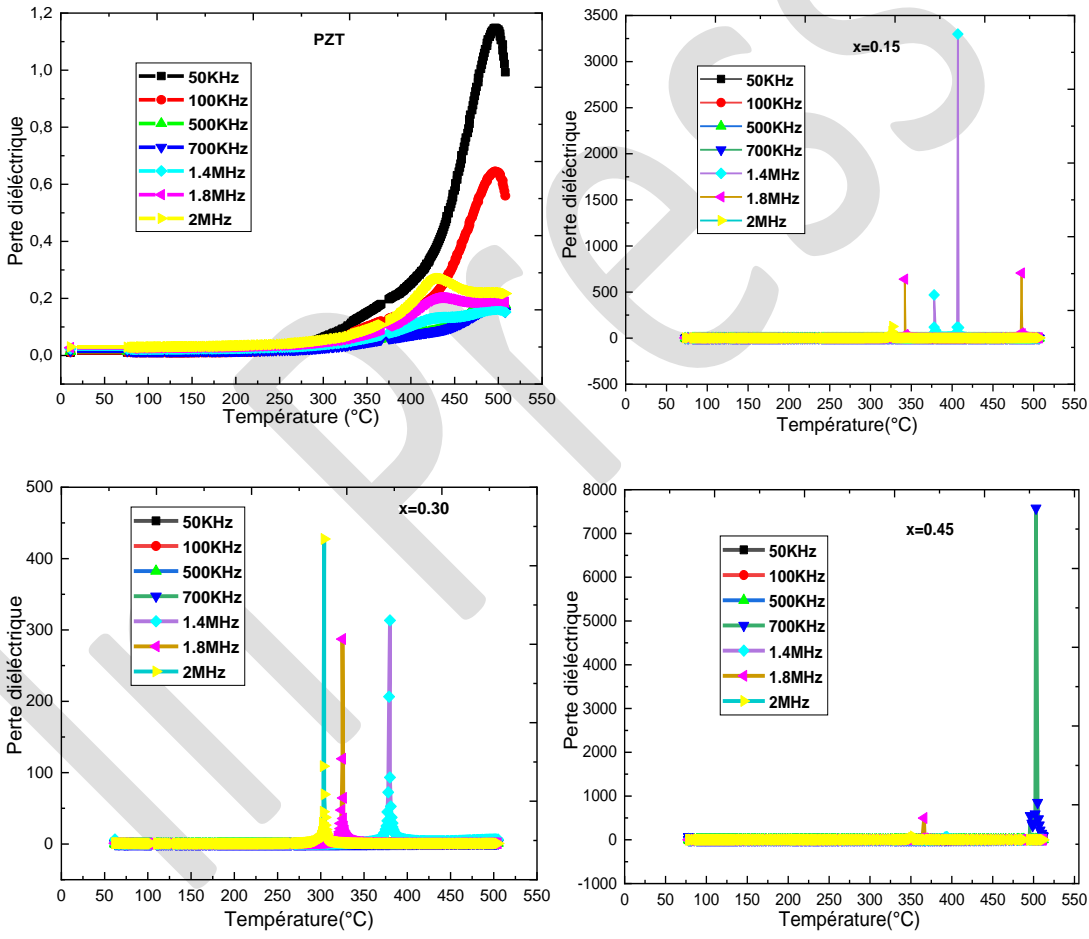 PZT
50KHz
100KHz
500KHz
700KHz
1.4MHz
1.8MHz
2MHz
1,2
1,0
0,8
0,6
0,4
0,2
0,0
Perte diéléctrique
0 50 100 150 200 250 300 350 400 450 500 550
Température (°C)
x=0.15
50KHz
100KHz
500KHz
700KHz
1.4MHz
1.8MHz
2MHz
3500
3000
2500
2000
1500
1000
500
0
-500
Perte diéléctrique
0 50 100 150 200 250 300 350 400 450 500 550
Température(°C)
x=0.30
50KHz
100KHz
500KHz
700KHz
1.4MHz
1.8MHz
2MHz
500
400
300
200
100
0
Perte diéléctrique
0 50 100 150 200 250 300 350 400 450 500 550
Température(°C)
x=0.45
50KHz
100KHz
500KHz
700KHz
1.4MHz
1.8MHz
2MHz
8000
7000
6000
5000
4000
3000
2000
1000
0
-1000
Perte diéléctrique
0 50 100 150 200 250 300 350 400 450 500 550
Température(°C)